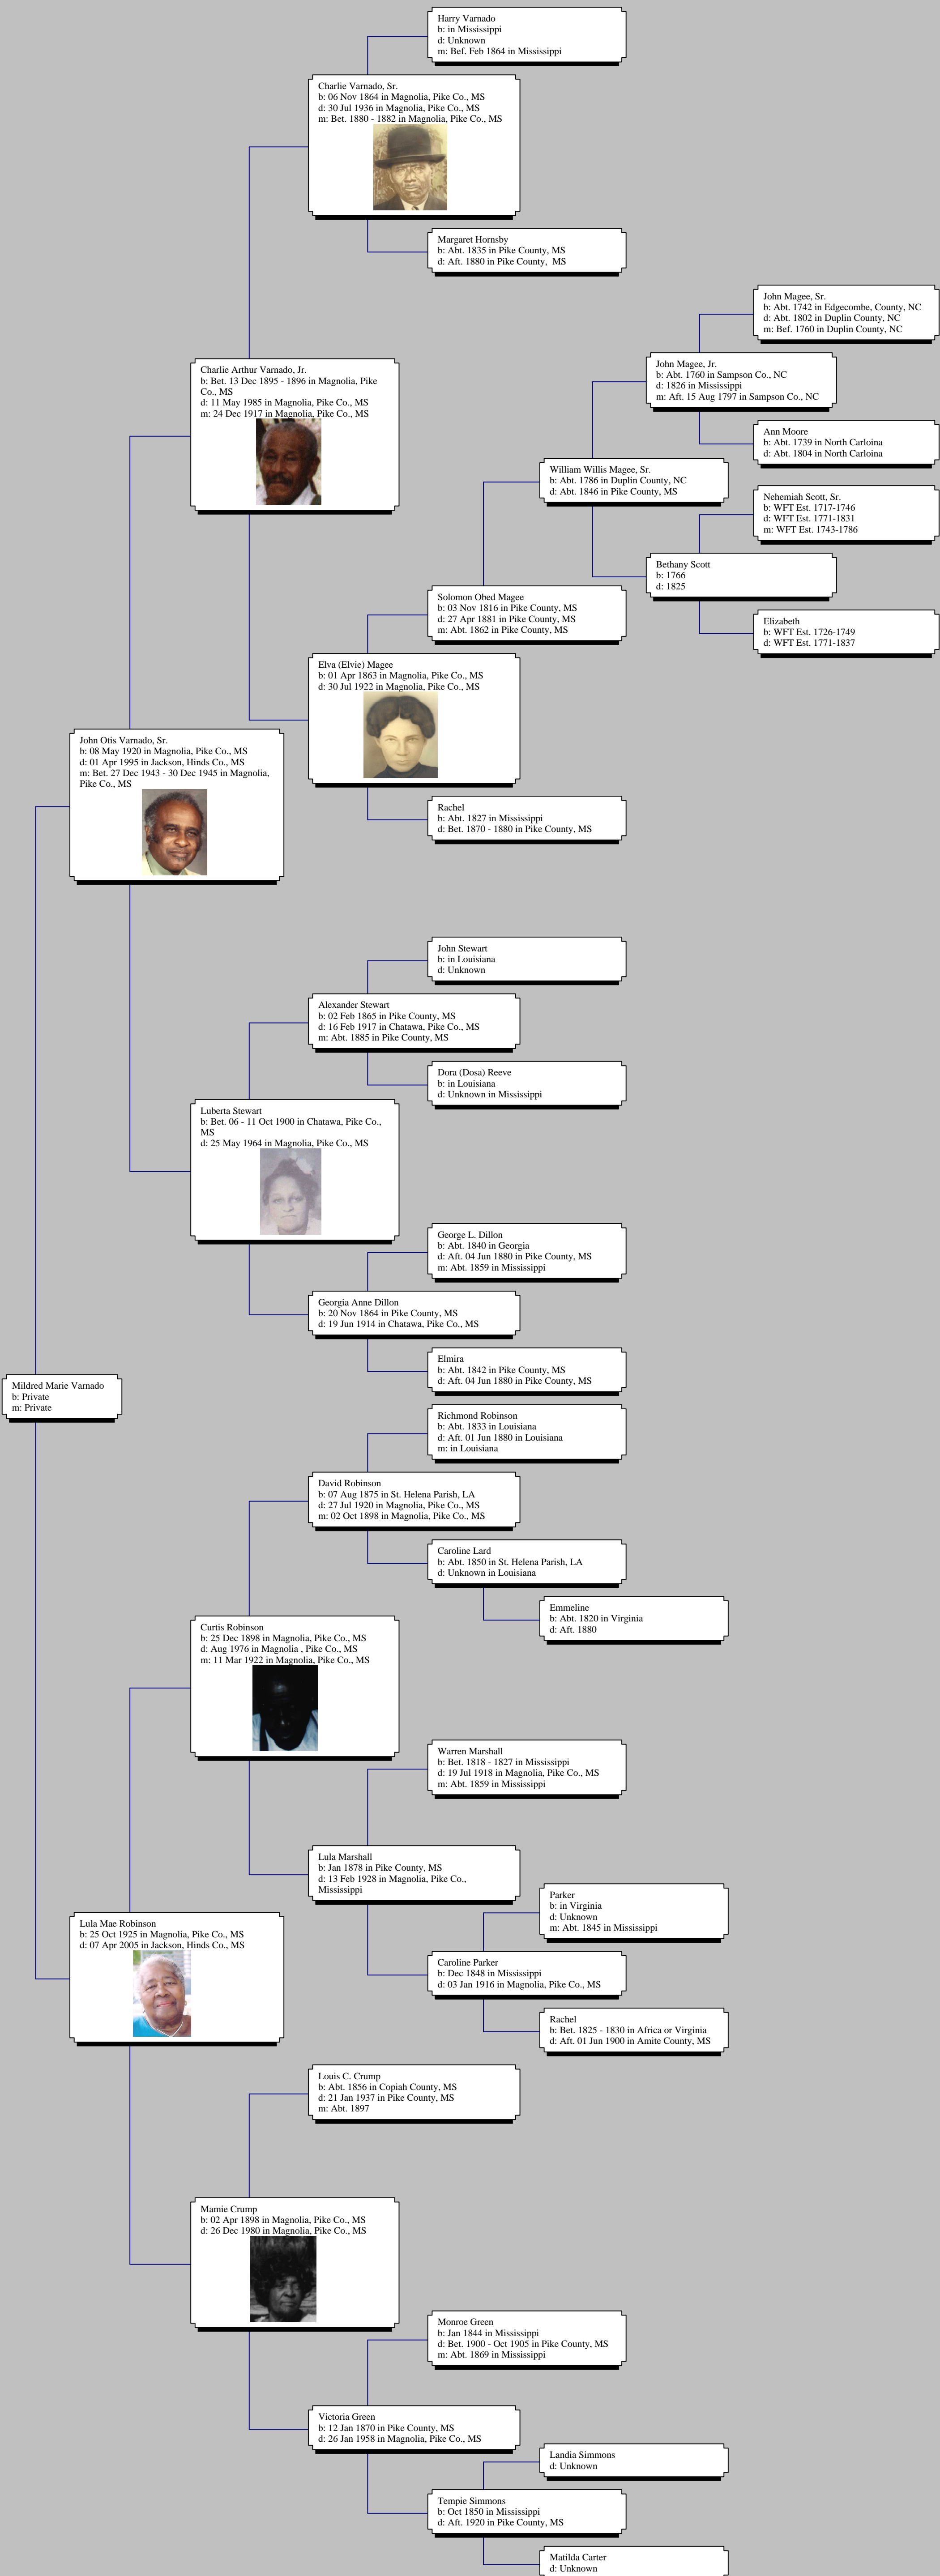 Harry Varnado
b: in Mississippi
d: Unknown
m: Bef. Feb 1864 in Mississippi
Charlie Varnado, Sr.
b: 06 Nov 1864 in Magnolia, Pike Co., MS
d: 30 Jul 1936 in Magnolia, Pike Co., MS
m: Bet. 1880 - 1882 in Magnolia, Pike Co., MS
Margaret Hornsby
b: Abt. 1835 in Pike County, MS
d: Aft. 1880 in Pike County, MS
John Magee, Sr.
b: Abt. 1742 in Edgecombe, County, NC
d: Abt. 1802 in Duplin County, NC
m: Bef. 1760 in Duplin County, NC
John Magee, Jr.
b: Abt. 1760 in Sampson Co., NC
d: 1826 in Mississippi
m: Aft. 15 Aug 1797 in Sampson Co., NC
Charlie Arthur Varnado, Jr.
b: Bet. 13 Dec 1895 - 1896 in Magnolia, Pike
Co., MS
d: 11 May 1985 in Magnolia, Pike Co., MS
m: 24 Dec 1917 in Magnolia, Pike Co., MS
Ann Moore
b: Abt. 1739 in North Carloina
d: Abt. 1804 in North Carloina
William Willis Magee, Sr.
b: Abt. 1786 in Duplin County, NC
d: Abt. 1846 in Pike County, MS
Nehemiah Scott, Sr.
b: WFT Est. 1717-1746
d: WFT Est. 1771-1831
m: WFT Est. 1743-1786
Bethany Scott
b: 1766
d: 1825
Solomon Obed Magee
b: 03 Nov 1816 in Pike County, MS
d: 27 Apr 1881 in Pike County, MS
m: Abt. 1862 in Pike County, MS
Elizabeth
b: WFT Est. 1726-1749
d: WFT Est. 1771-1837
Elva (Elvie) Magee
b: 01 Apr 1863 in Magnolia, Pike Co., MS
d: 30 Jul 1922 in Magnolia, Pike Co., MS
John Otis Varnado, Sr.
b: 08 May 1920 in Magnolia, Pike Co., MS
d: 01 Apr 1995 in Jackson, Hinds Co., MS
m: Bet. 27 Dec 1943 - 30 Dec 1945 in Magnolia,
Pike Co., MS
Rachel
b: Abt. 1827 in Mississippi
d: Bet. 1870 - 1880 in Pike County, MS
John Stewart
b: in Louisiana
d: Unknown
Alexander Stewart
b: 02 Feb 1865 in Pike County, MS
d: 16 Feb 1917 in Chatawa, Pike Co., MS
m: Abt. 1885 in Pike County, MS
Dora (Dosa) Reeve
b: in Louisiana
d: Unknown in Mississippi
Luberta Stewart
b: Bet. 06 - 11 Oct 1900 in Chatawa, Pike Co.,
MS
d: 25 May 1964 in Magnolia, Pike Co., MS
George L. Dillon
b: Abt. 1840 in Georgia
d: Aft. 04 Jun 1880 in Pike County, MS
m: Abt. 1859 in Mississippi
Georgia Anne Dillon
b: 20 Nov 1864 in Pike County, MS
d: 19 Jun 1914 in Chatawa, Pike Co., MS
Elmira
b: Abt. 1842 in Pike County, MS
d: Aft. 04 Jun 1880 in Pike County, MS
Mildred Marie Varnado
b: Private
m: Private
Richmond Robinson
b: Abt. 1833 in Louisiana
d: Aft. 01 Jun 1880 in Louisiana
m: in Louisiana
David Robinson
b: 07 Aug 1875 in St. Helena Parish, LA
d: 27 Jul 1920 in Magnolia, Pike Co., MS
m: 02 Oct 1898 in Magnolia, Pike Co., MS
Caroline Lard
b: Abt. 1850 in St. Helena Parish, LA
d: Unknown in Louisiana
Emmeline
b: Abt. 1820 in Virginia
d: Aft. 1880
Curtis Robinson
b: 25 Dec 1898 in Magnolia, Pike Co., MS
d: Aug 1976 in Magnolia , Pike Co., MS
m: 11 Mar 1922 in Magnolia, Pike Co., MS
Warren Marshall
b: Bet. 1818 - 1827 in Mississippi
d: 19 Jul 1918 in Magnolia, Pike Co., MS
m: Abt. 1859 in Mississippi
Lula Marshall
b: Jan 1878 in Pike County, MS
d: 13 Feb 1928 in Magnolia, Pike Co.,
Mississippi
Parker
b: in Virginia
d: Unknown
m: Abt. 1845 in Mississippi
Lula Mae Robinson
b: 25 Oct 1925 in Magnolia, Pike Co., MS
d: 07 Apr 2005 in Jackson, Hinds Co., MS
Caroline Parker
b: Dec 1848 in Mississippi
d: 03 Jan 1916 in Magnolia, Pike Co., MS
Rachel
b: Bet. 1825 - 1830 in Africa or Virginia
d: Aft. 01 Jun 1900 in Amite County, MS
Louis C. Crump
b: Abt. 1856 in Copiah County, MS
d: 21 Jan 1937 in Pike County, MS
m: Abt. 1897
Mamie Crump
b: 02 Apr 1898 in Magnolia, Pike Co., MS
d: 26 Dec 1980 in Magnolia, Pike Co., MS
Monroe Green
b: Jan 1844 in Mississippi
d: Bet. 1900 - Oct 1905 in Pike County, MS
m: Abt. 1869 in Mississippi
Victoria Green
b: 12 Jan 1870 in Pike County, MS
d: 26 Jan 1958 in Magnolia, Pike Co., MS
Landia Simmons
d: Unknown
Tempie Simmons
b: Oct 1850 in Mississippi
d: Aft. 1920 in Pike County, MS
Matilda Carter
d: Unknown